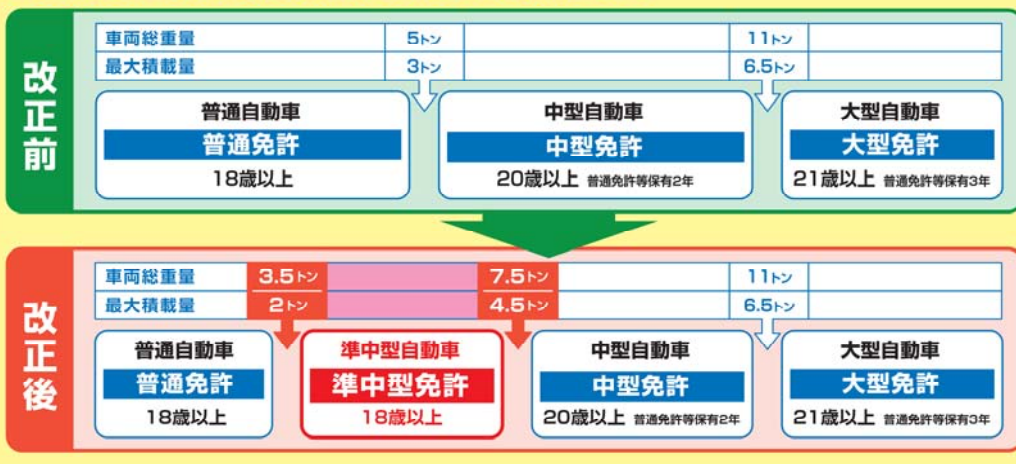 改正前
車両総重量 5トン 11トン
最大積載量 3トン 6.5トン
普通自動車 中型自動車 大型自動車
普通免許 中型免許 大型免許
18歳以上 20歳以上 普通免許等保有2年 21歳以上 普通免許等保有3年
改正後
車両総重量 3.5トン 7.5トン 11トン
最大積載量 2トン 4.5トン 6.5トン
普通自動車 準中型自動車 中型自動車 大型自動車
普通免許 準中型免許 中型免許 大型免許
18歳以上 18歳以上 20歳以上 普通免許等保有2年 21歳以上 普通免許等保有3年